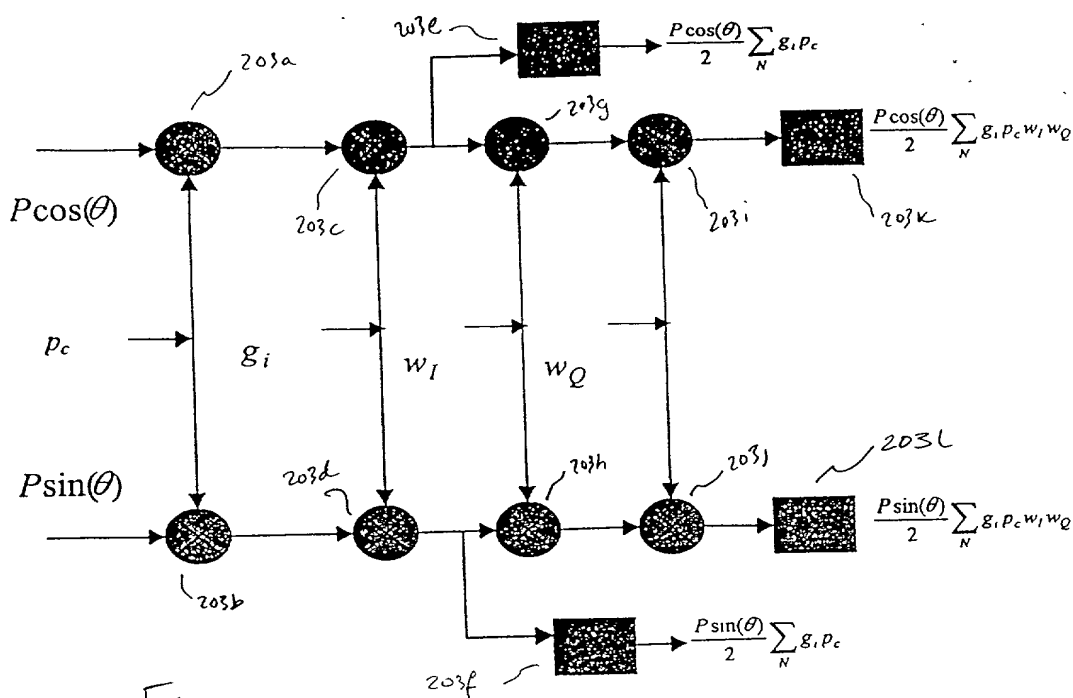 203e
P cos(θ)/2 ∑_N g_i p_c
203a
203g
P cos(θ)/2 ∑_N g_i p_c w_I w_Q
P cos(θ)
203c
203i
203k
p_c
g_i
w_I
w_Q
P sin(θ)
203d
203h
203j
203l
P sin(θ)/2 ∑_N g_i p_c w_I w_Q
203b
P sin(θ)/2 ∑_N g_i p_c
203f